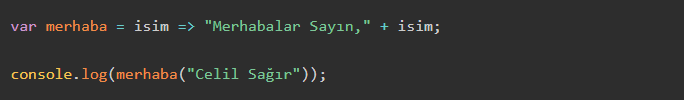 var merhaba = isim => "Merhabalar Sayın," + isim;
console.log(merhaba("Celil Sağır"));